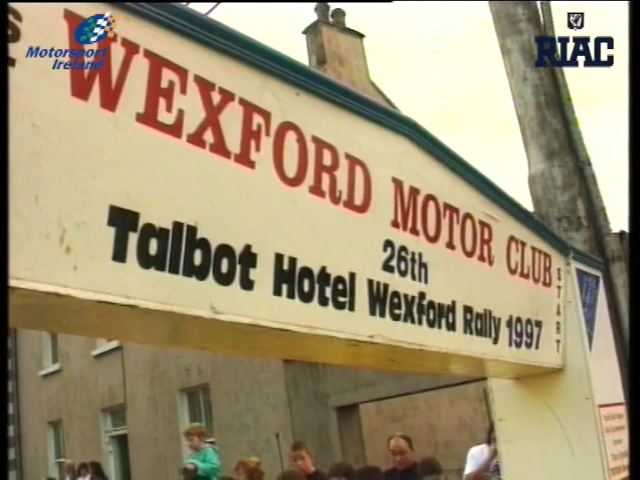 Motorsport
Ireland
RIAC
WEXFORD MOTOR CLUB
26th
Talbot Hotel Wexford Rally 1997
START